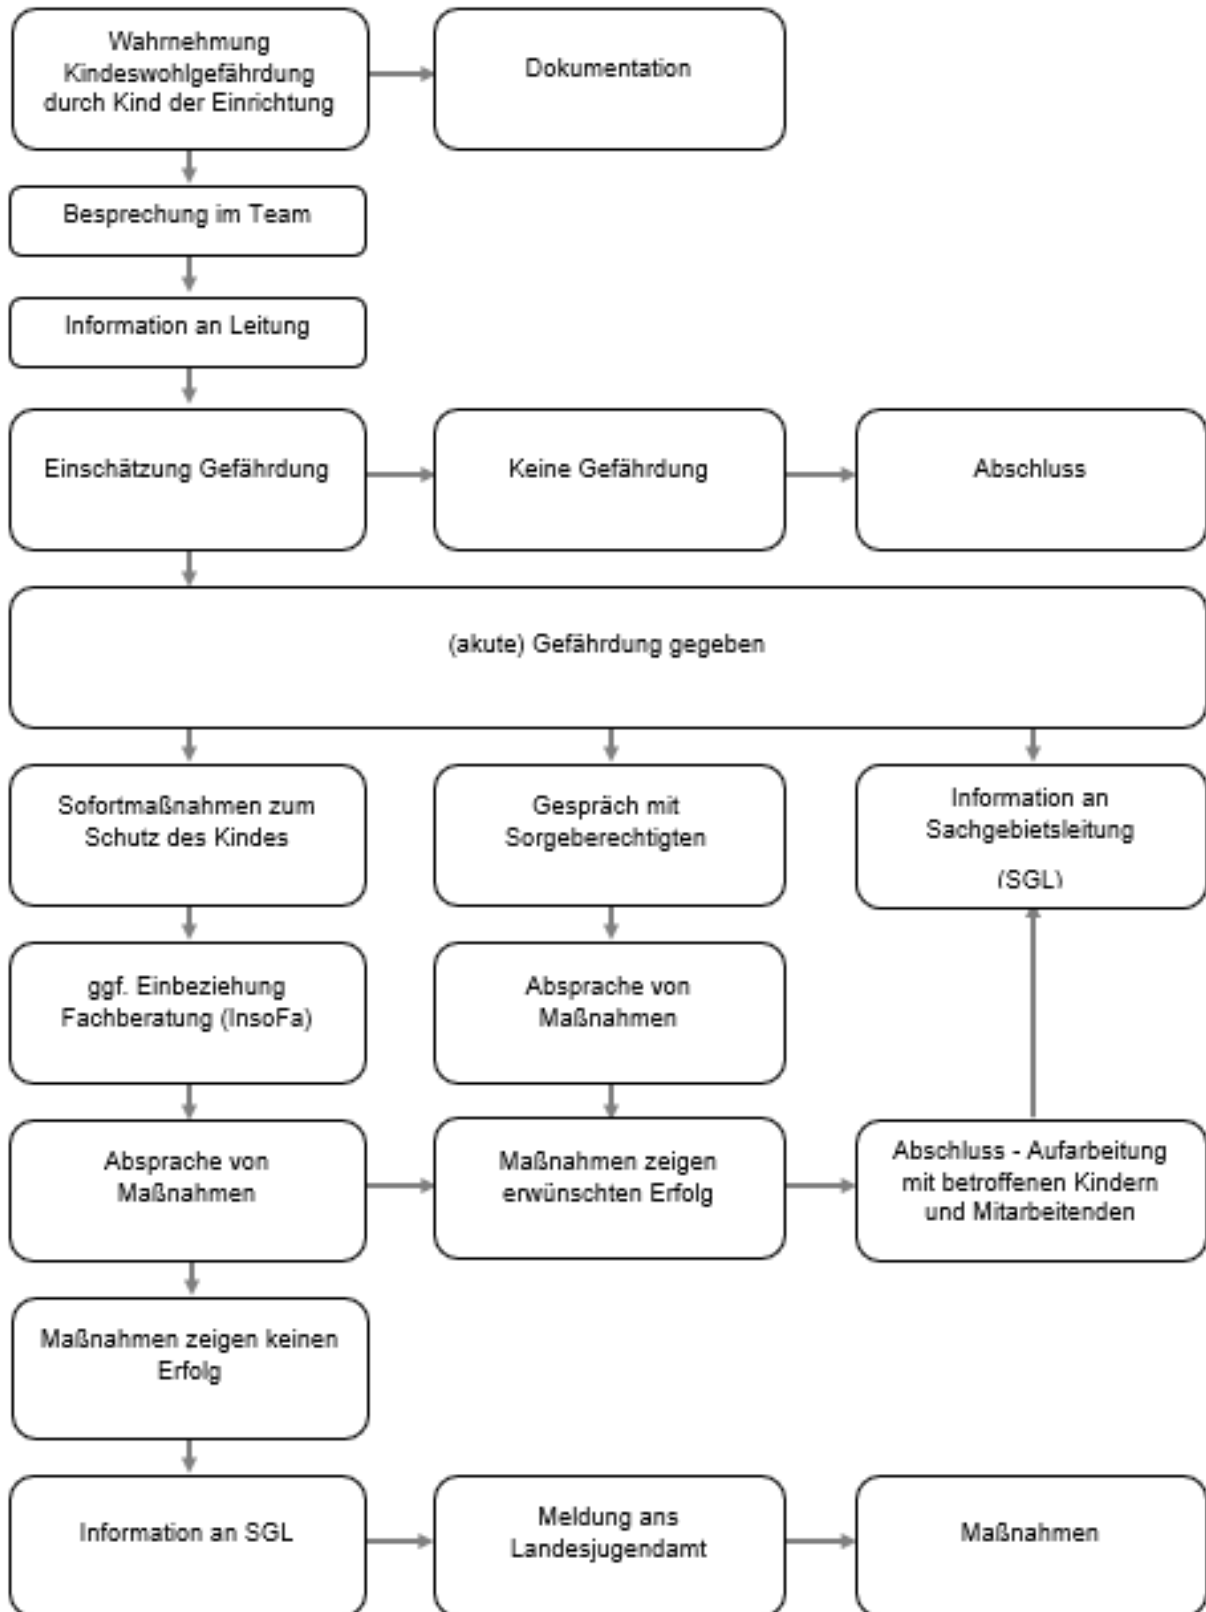 Wahrnehmung
Kindeswohlgefährdung
durch Kind der Einrichtung
Dokumentation
Besprechung im Team
Information an Leitung
Einschätzung Gefährdung
Keine Gefährdung
Abschluss
(akute) Gefährdung gegeben
Sofortmaßnahmen zum
Schutz des Kindes
Gespräch mit
Sorgeberechtigten
Information an
Sachgebietsleitung
(SGL)
ggf. Einbeziehung
Fachberatung (InsoFa)
Absprache von
Maßnahmen
Absprache von
Maßnahmen
Maßnahmen zeigen
erwünschten Erfolg
Abschluss - Aufarbeitung
mit betroffenen Kindern
und Mitarbeitenden
Maßnahmen zeigen keinen
Erfolg
Information an SGL
Meldung ans
Landesjugendamt
Maßnahmen